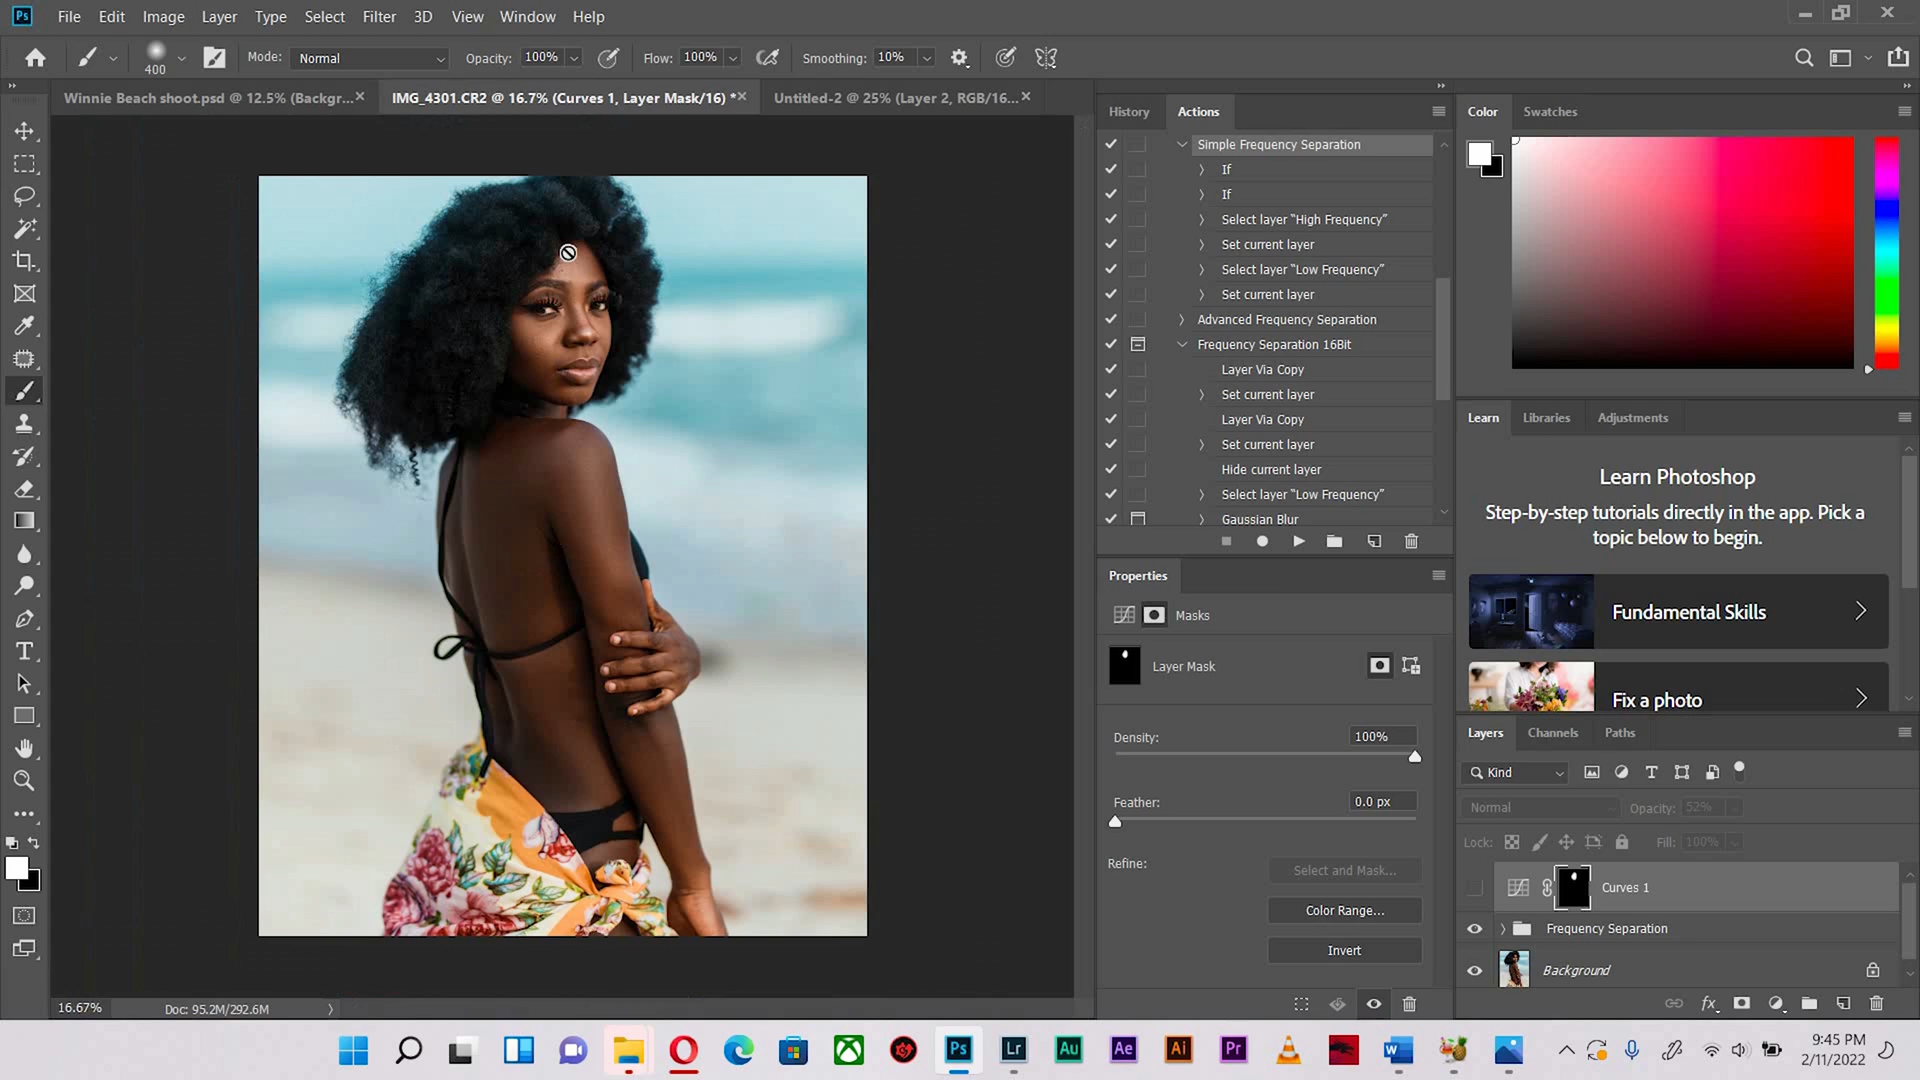 Ps File Edit Image Layer Type Select Filter 3D View Window Help
400 Mode: Normal Opacity: 100% Flow: 100% Smoothing: 10%
Winnie Beach shoot.psd @ 12.5% (Backgr... IMG_4301.CR2 @ 16.7% (Curves 1, Layer Mask/16) * Untitled-2 @ 25% (Layer 2, RGB/16...
History Actions
Simple Frequency Separation
If
If
Select layer “High Frequency”
Set current layer
Select layer “Low Frequency”
Set current layer
Advanced Frequency Separation
Frequency Separation 16Bit
Layer Via Copy
Set current layer
Layer Via Copy
Set current layer
Hide current layer
Select layer “Low Frequency”
Gaussian Blur
Properties
Masks
Layer Mask
Density: 100%
Feather: 0.0 px
Refine: Select and Mask...
Color Range...
Invert
Color Swatches
Learn Libraries Adjustments
Learn Photoshop
Step-by-step tutorials directly in the app. Pick a
topic below to begin.
Fundamental Skills
Fix a photo
Layers Channels Paths
Kind
Normal Opacity: 52%
Lock: Fill: 100%
Curves 1
Frequency Separation
Background
16.67% Doc: 95.2M/292.6M
Ps Lr Au Ae Ai Pr W
9:45 PM
2/11/2022